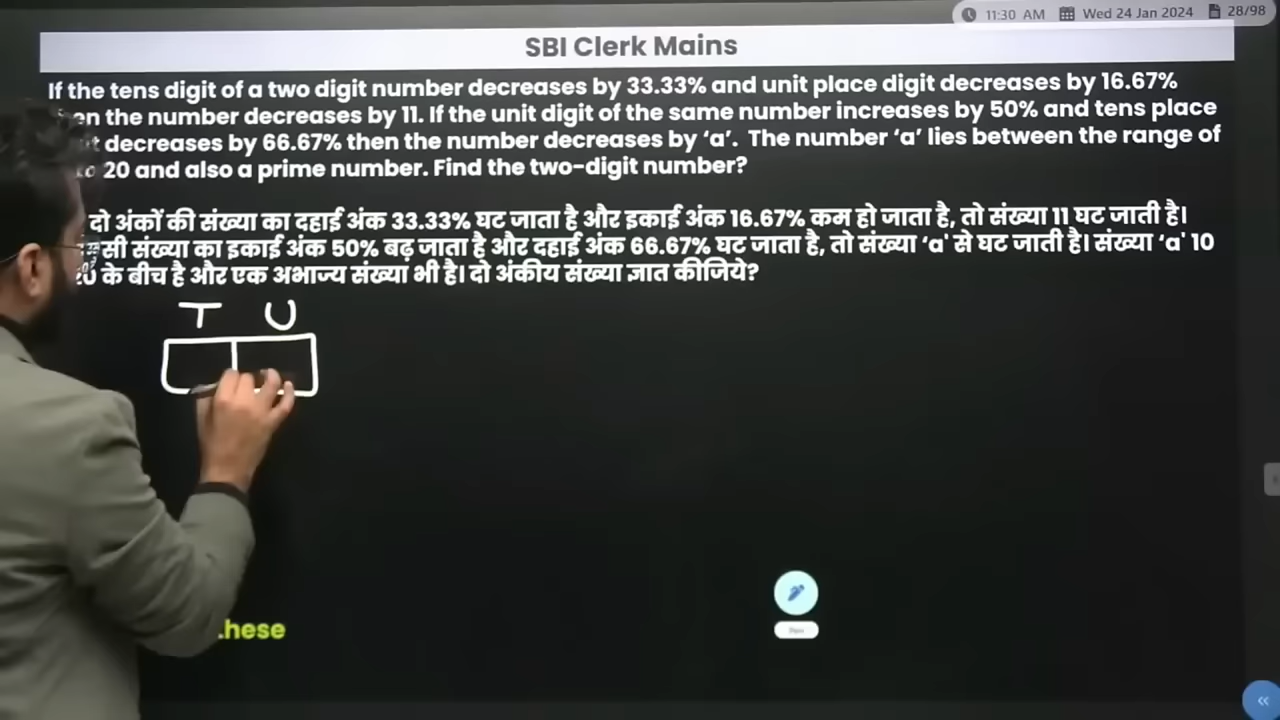 11:30 AM Wed 24 Jan 2024 28/98
SBI Clerk Mains
If the tens digit of a two digit number decreases by 33.33% and unit place digit decreases by 16.67%
the number decreases by 11. If the unit digit of the same number increases by 50% and tens place
decreases by 66.67% then the number decreases by ‘a’. The number ‘a’ lies between the range of
20 and also a prime number. Find the two-digit number?
दो अंकों की संख्या का दहाई अंक 33.33% घट जाता है और इकाई अंक 16.67% कम हो जाता है, तो संख्या 11 घट जाती है।
सी संख्या का इकाई अंक 50% बढ़ जाता है और दहाई अंक 66.67% घट जाता है, तो संख्या ‘a' से घट जाती है। संख्या ‘a' 10
के बीच है और एक अभाज्य संख्या भी है। दो अंकीय संख्या ज्ञात कीजिये?
T U
these